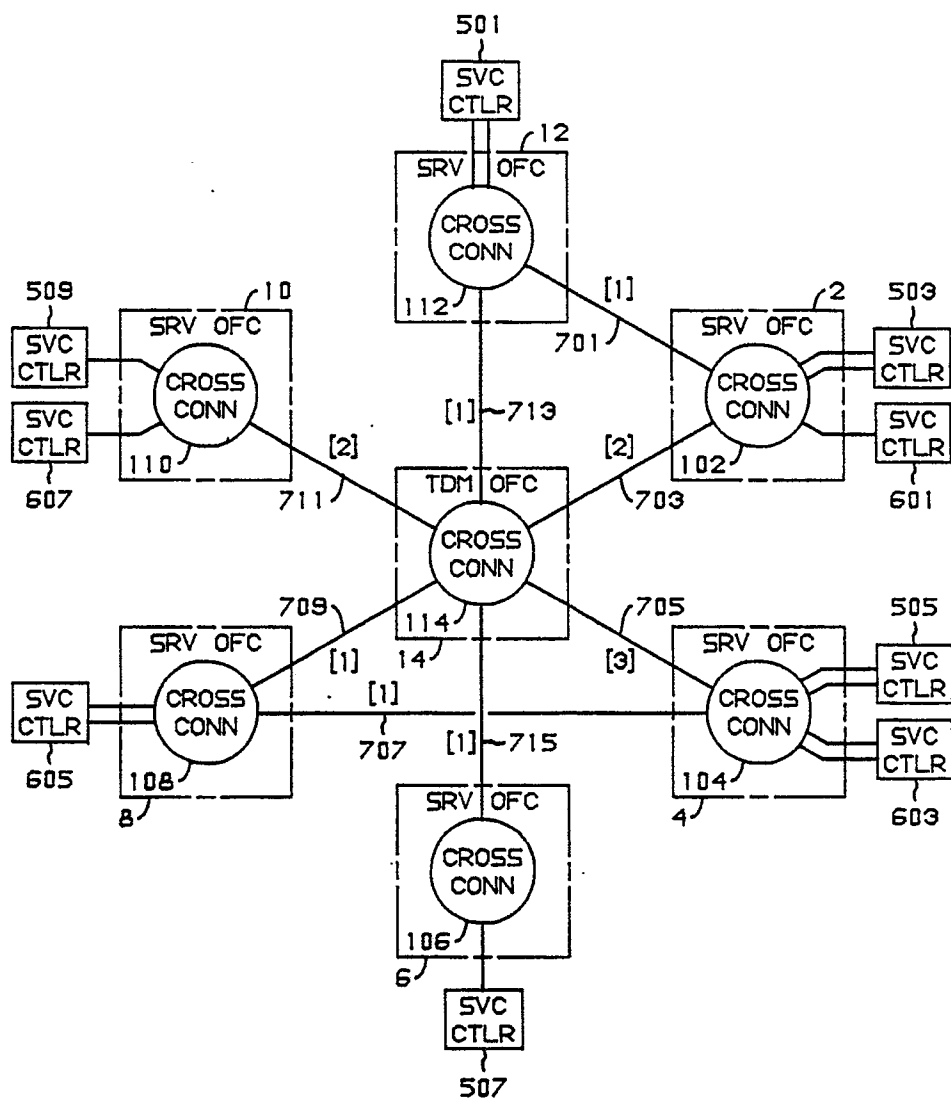 501
SVC
CTLR
12
SRV OFC
CROSS
CONN
112
[1]
701
509
10
SVC
CTLR
SRV OFC
CROSS
CONN
110
SVC
CTLR
607
[2]
711
[1]
713
2
503
SRV OFC
SVC
CTLR
CROSS
CONN
102
SVC
CTLR
601
[2]
703
TDM OFC
CROSS
CONN
114
14
709
[1]
705
[3]
8
SRV OFC
CROSS
CONN
108
SVC
CTLR
605
[1]
707
[1]
715
505
SRV OFC
SVC
CTLR
CROSS
CONN
104
4
SVC
CTLR
603
SRV OFC
CROSS
CONN
106
6
SVC
CTLR
507